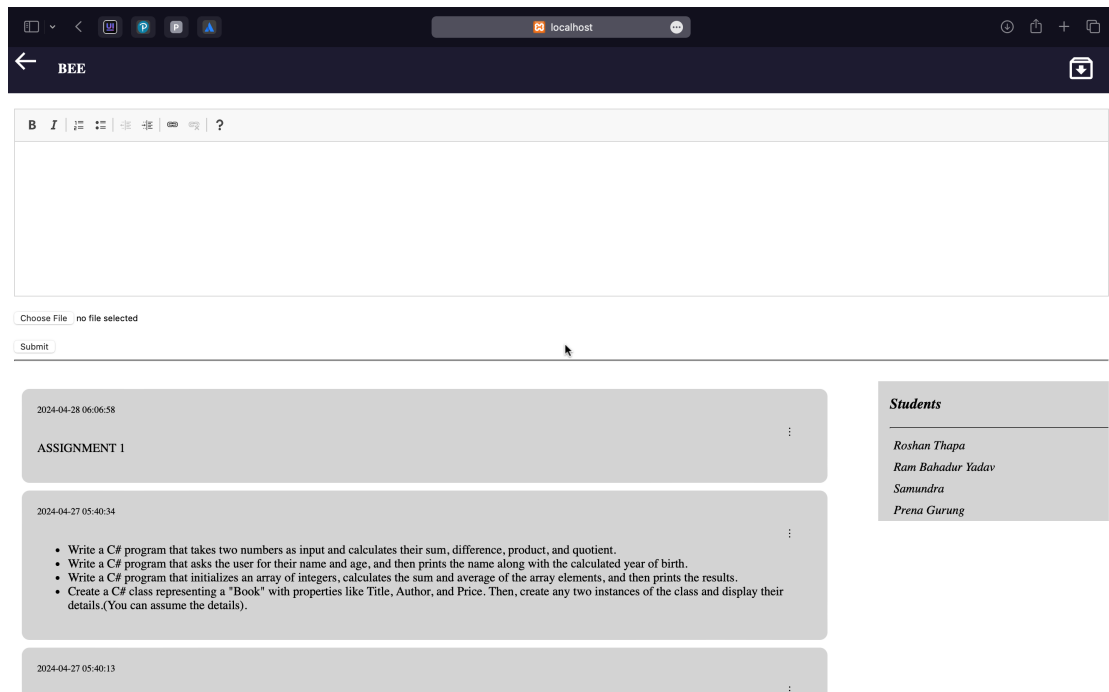 localhost
BEE
B I ?
Choose File no file selected
Submit
2024-04-28 06:06:58
ASSIGNMENT 1
2024-04-27 05:40:34
• Write a C# program that takes two numbers as input and calculates their sum, difference, product, and quotient.
• Write a C# program that asks the user for their name and age, and then prints the name along with the calculated year of birth.
• Write a C# program that initializes an array of integers, calculates the sum and average of the array elements, and then prints the results.
• Create a C# class representing a "Book" with properties like Title, Author, and Price. Then, create any two instances of the class and display their
details.(You can assume the details).
2024-04-27 05:40:13
Students
Roshan Thapa
Ram Bahadur Yadav
Samundra
Prena Gurung